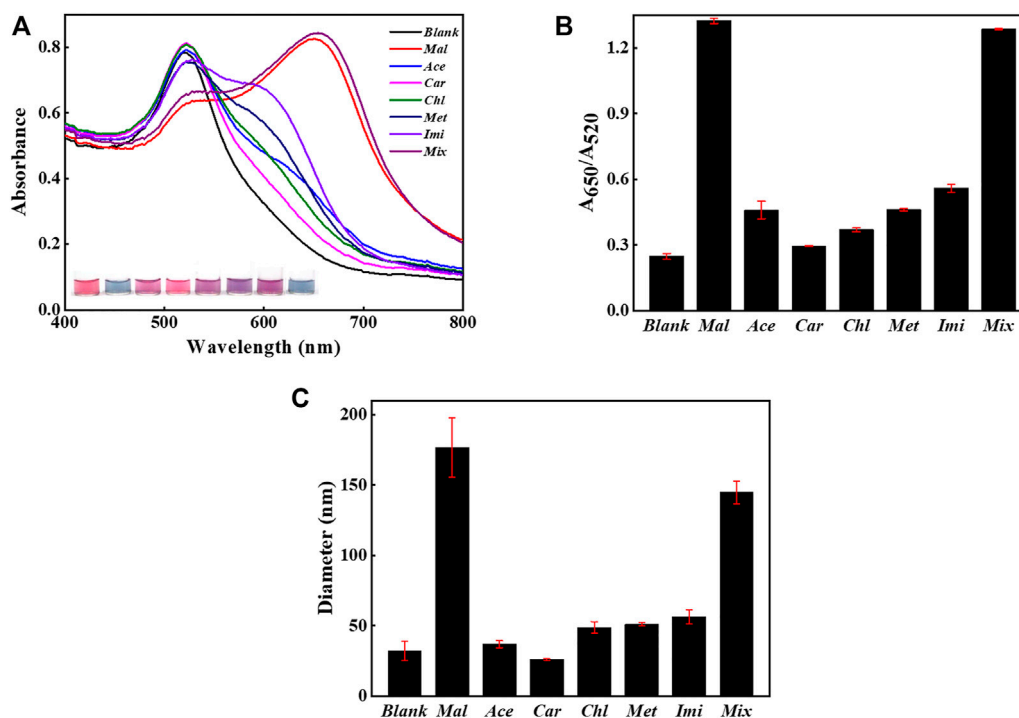 A
0.8
0.6
0.4
0.2
0.0
Absorbance
400 500 600 700 800
Wavelength (nm)
Blank
Mal
Ace
Car
Chl
Met
Imi
Mix
B
1.2
0.9
0.6
0.3
0.0
A650/A520
Blank Mal Ace Car Chl Met Imi Mix
C
200
150
100
50
0
Diameter (nm)
Blank Mal Ace Car Chl Met Imi Mix